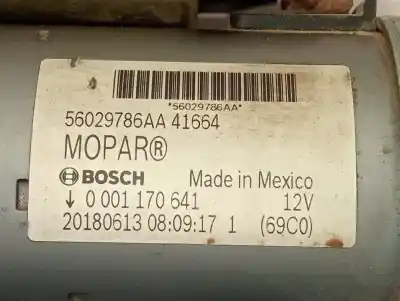 *56029786AA*
56029786AA 41664
MOPAR®
BOSCH Made in Mexico
↓ 0 001 170 641 12V
20180613 08:09:17 1 (69C0)